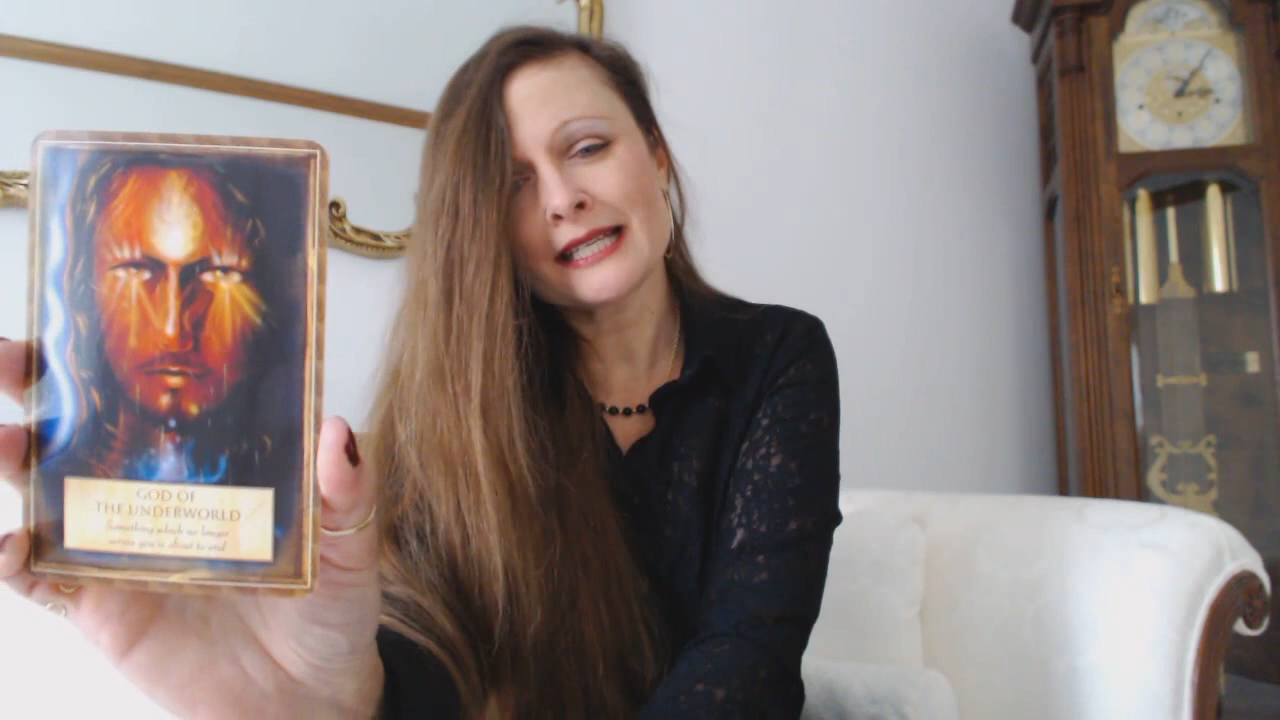 GOD OF
THE UNDERWORLD
Something which no longer
serves you is about to end